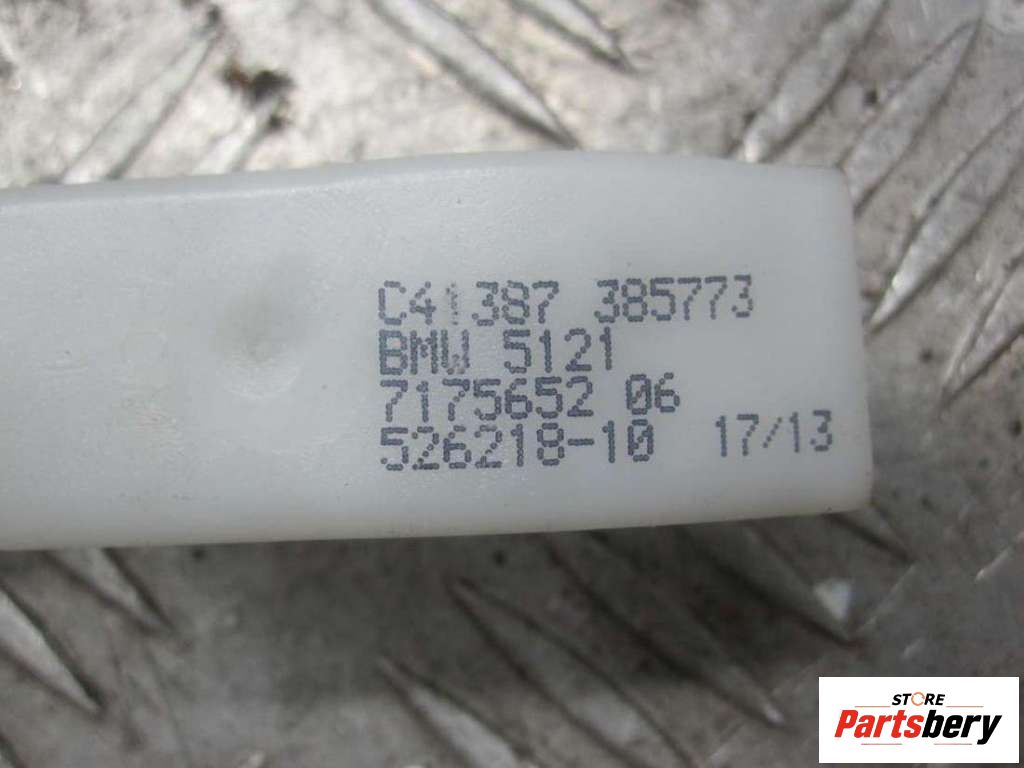 C41387 385773
BMW 5121
7175652 06
526218-10 17/13
STORE
Partsbery